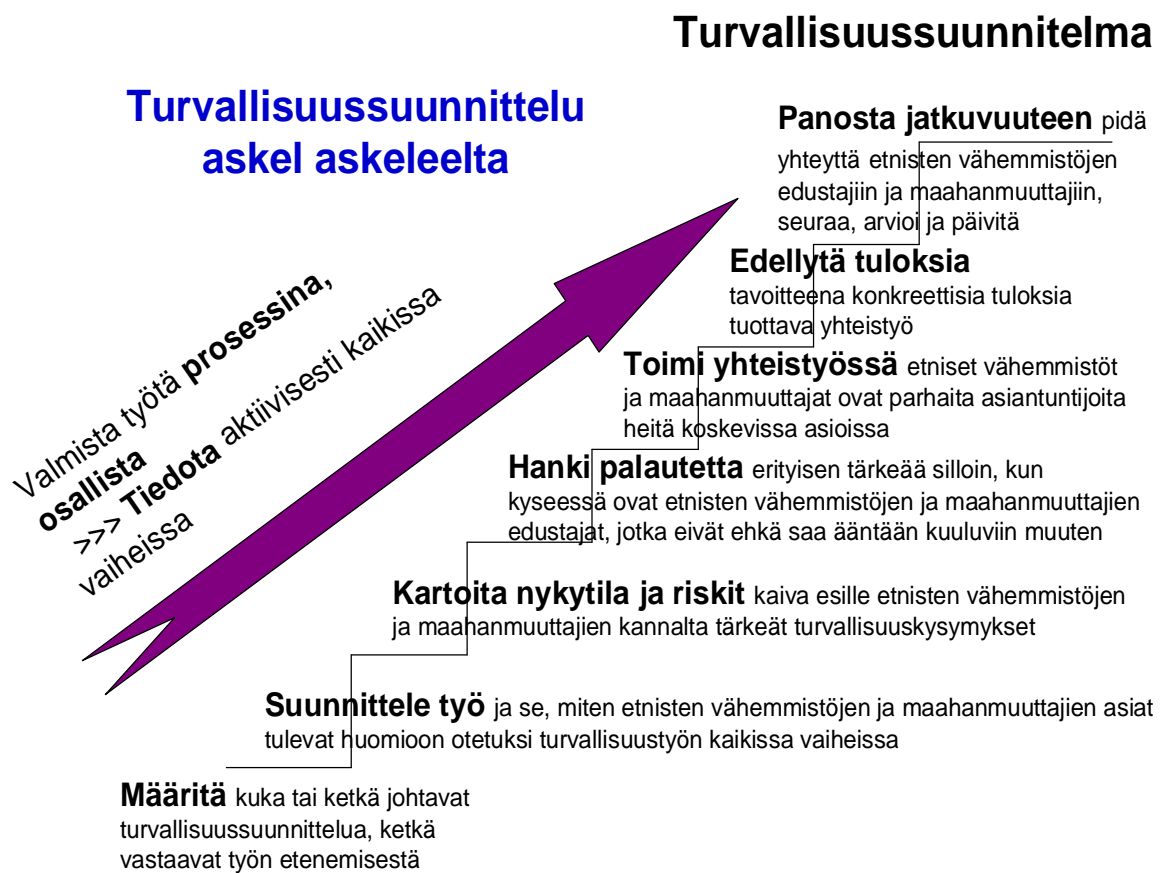 Turvallisuussuunnitelma
Turvallisuussuunnittelu
askel askeleelta
Panosta jatkuvuuteen pidä
yhteyttä etnisten vähemmistöjen
edustajiin ja maahanmuuttajiin,
seuraa, arvioi ja päivitä
Edellytä tuloksia
tavoitteena konkreettisia tuloksia
tuottava yhteistyö
Valmista työtä prosessina,
osallista
>>> Tiedota aktiivisesti kaikissa
vaiheissa
Toimi yhteistyössä etniset vähemmistöt
ja maahanmuuttajat ovat parhaita asiantuntijoita
heitä koskevissa asioissa
Hanki palautetta erityisen tärkeää silloin, kun
kyseessä ovat etnisten vähemmistöjen ja maahanmuuttajien
edustajat, jotka eivät ehkä saa ääntään kuuluviin muuten
Kartoita nykytila ja riskit kaiva esille etnisten vähemmistöjen
ja maahanmuuttajien kannalta tärkeät turvallisuuskysymykset
Suunnittele työ ja se, miten etnisten vähemmistöjen ja maahanmuuttajien asiat
tulevat huomioon otetuksi turvallisuustyön kaikissa vaiheissa
Määritä kuka tai ketkä johtavat
turvallisuussuunnittelua, ketkä
vastaavat työn etenemisestä